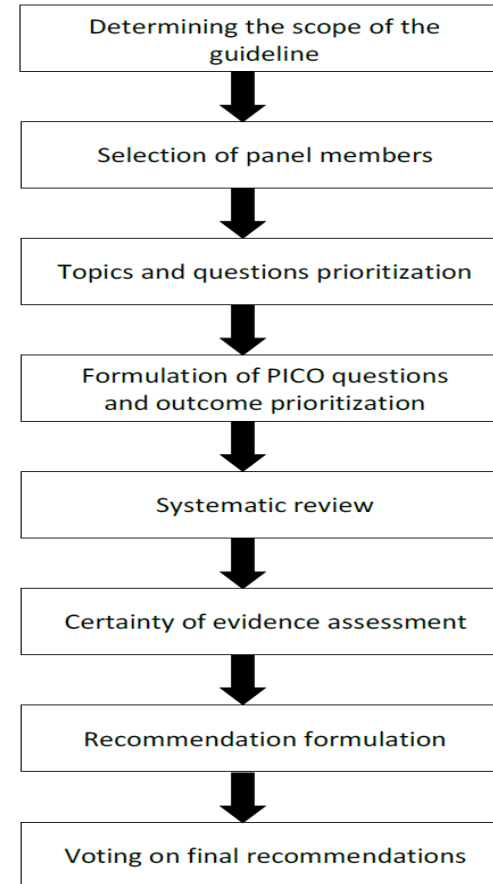 Determining the scope of the
guideline
Selection of panel members
Topics and questions prioritization
Formulation of PICO questions
and outcome prioritization
Systematic review
Certainty of evidence assessment
Recommendation formulation
Voting on final recommendations